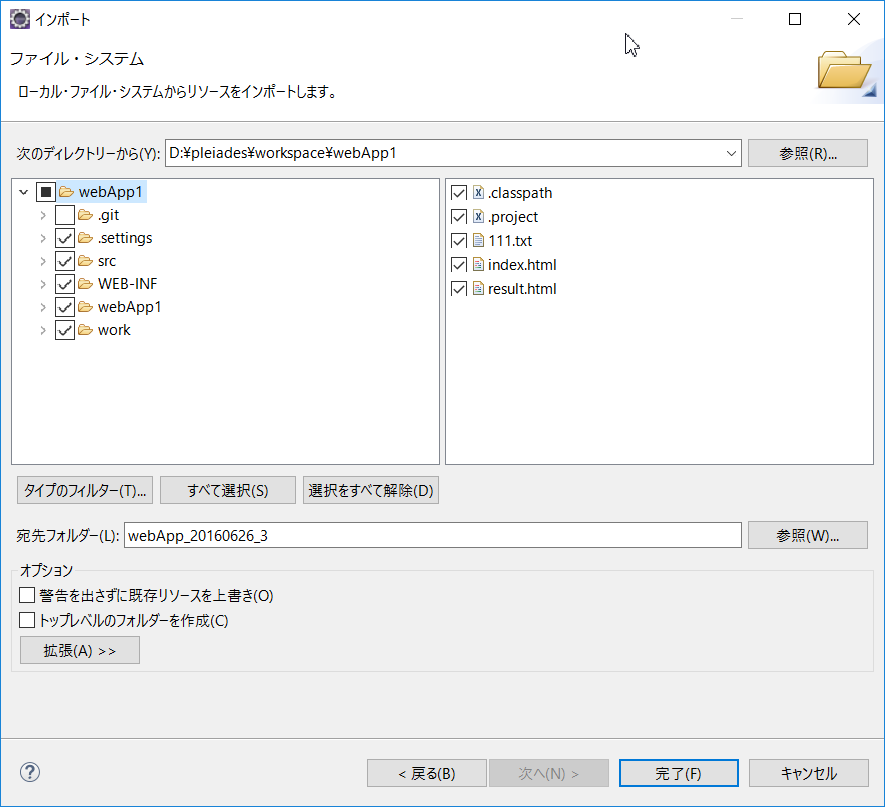 インポート
ファイル・システム
ローカル・ファイル・システムからリソースをインポートします。
次のディレクトリーから(Y): D:¥pleiades¥workspace¥webApp1 参照(R)...
webApp1
.git
.settings
src
WEB-INF
webApp1
work
.classpath
.project
111.txt
index.html
result.html
タイプのフィルター(T)... すべて選択(S) 選択をすべて解除(D)
宛先フォルダー(L): webApp_20160626_3 参照(W)...
オプション
警告を出さずに既存リソースを上書き(O)
トップレベルのフォルダーを作成(C)
拡張(A) >>
< 戻る(B) 次へ(N) > 完了(F) キャンセル